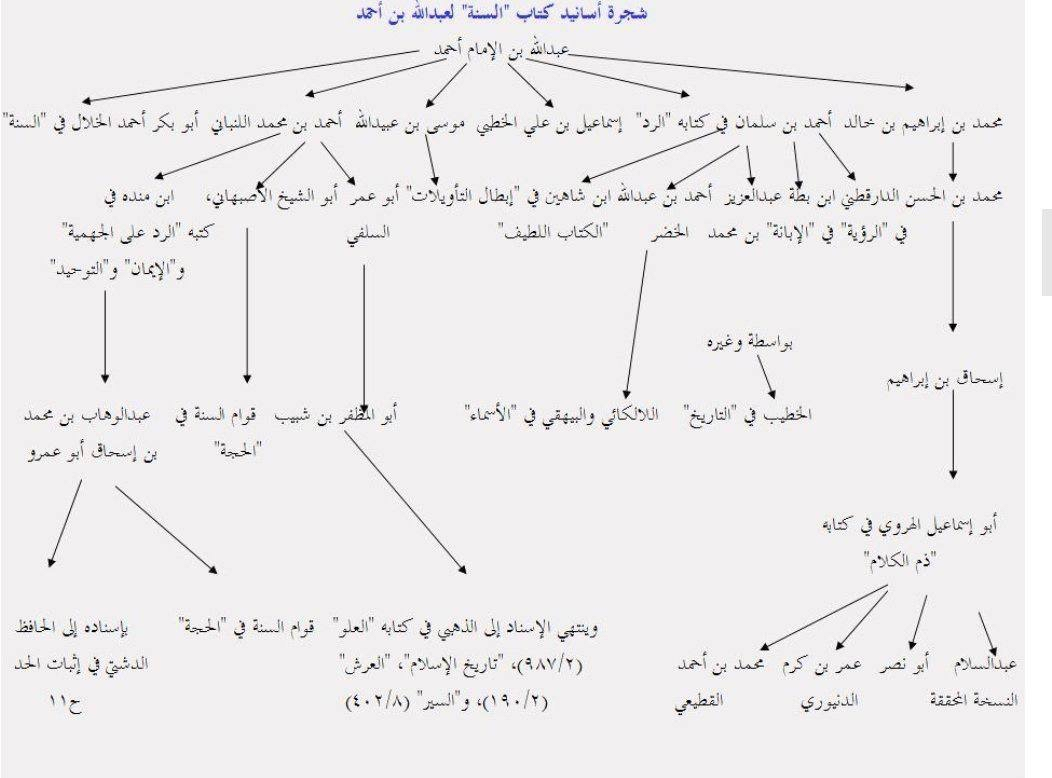 شجرة أسانيد كتاب "السنة" لعبدالله بن أحمد
عبدالله بن الإمام أحمد
محمد بن إبراهيم بن خالد أحمد بن سلمان في كتابه "الرد" إسماعيل بن علي الخطبي موسى بن عبيدالله أحمد بن محمد اللنباني أبو بكر أحمد الخلال في "السنة"
محمد بن الحسن الدارقطني ابن بطة عبدالعزيز أحمد بن عبدالله ابن شاهين في "إبطال التأويلات" أبو عمر أبو الشيخ الأصبهاني، ابن منده في
في "الرؤية" في "الإبانة" بن محمد الخضر "الكتاب اللطيف" السلفي كتبه "الرد على الجهمية"
و"الإيمان" و"التوحيد"
بواسطة وغيره
إسحاق بن إبراهيم
الخطيب في "التاريخ" اللالكائي والبيهقي في "الأسماء" أبو المظفر بن شبيب قوام السنة في عبدالوهاب بن محمد
"الحجة" بن إسحاق أبو عمرو
أبو إسماعيل الهروي في كتابه
"ذم الكلام"
وينتهي الإسناد إلى الذهبي في كتابه "العلو" قوام السنة في "الحجة" بإسناده إلى الحافظ
عبدالسلام أبو نصر عمر بن كرم محمد بن أحمد (٩٨٧/٢)، "تاريخ الإسلام"، "العرش" الدشتي في إثبات الحد
النسخة المحققة الدنيوري القطيعي (١٩٠/٢)، و"السير" (٤٠٢/٨) ح١١